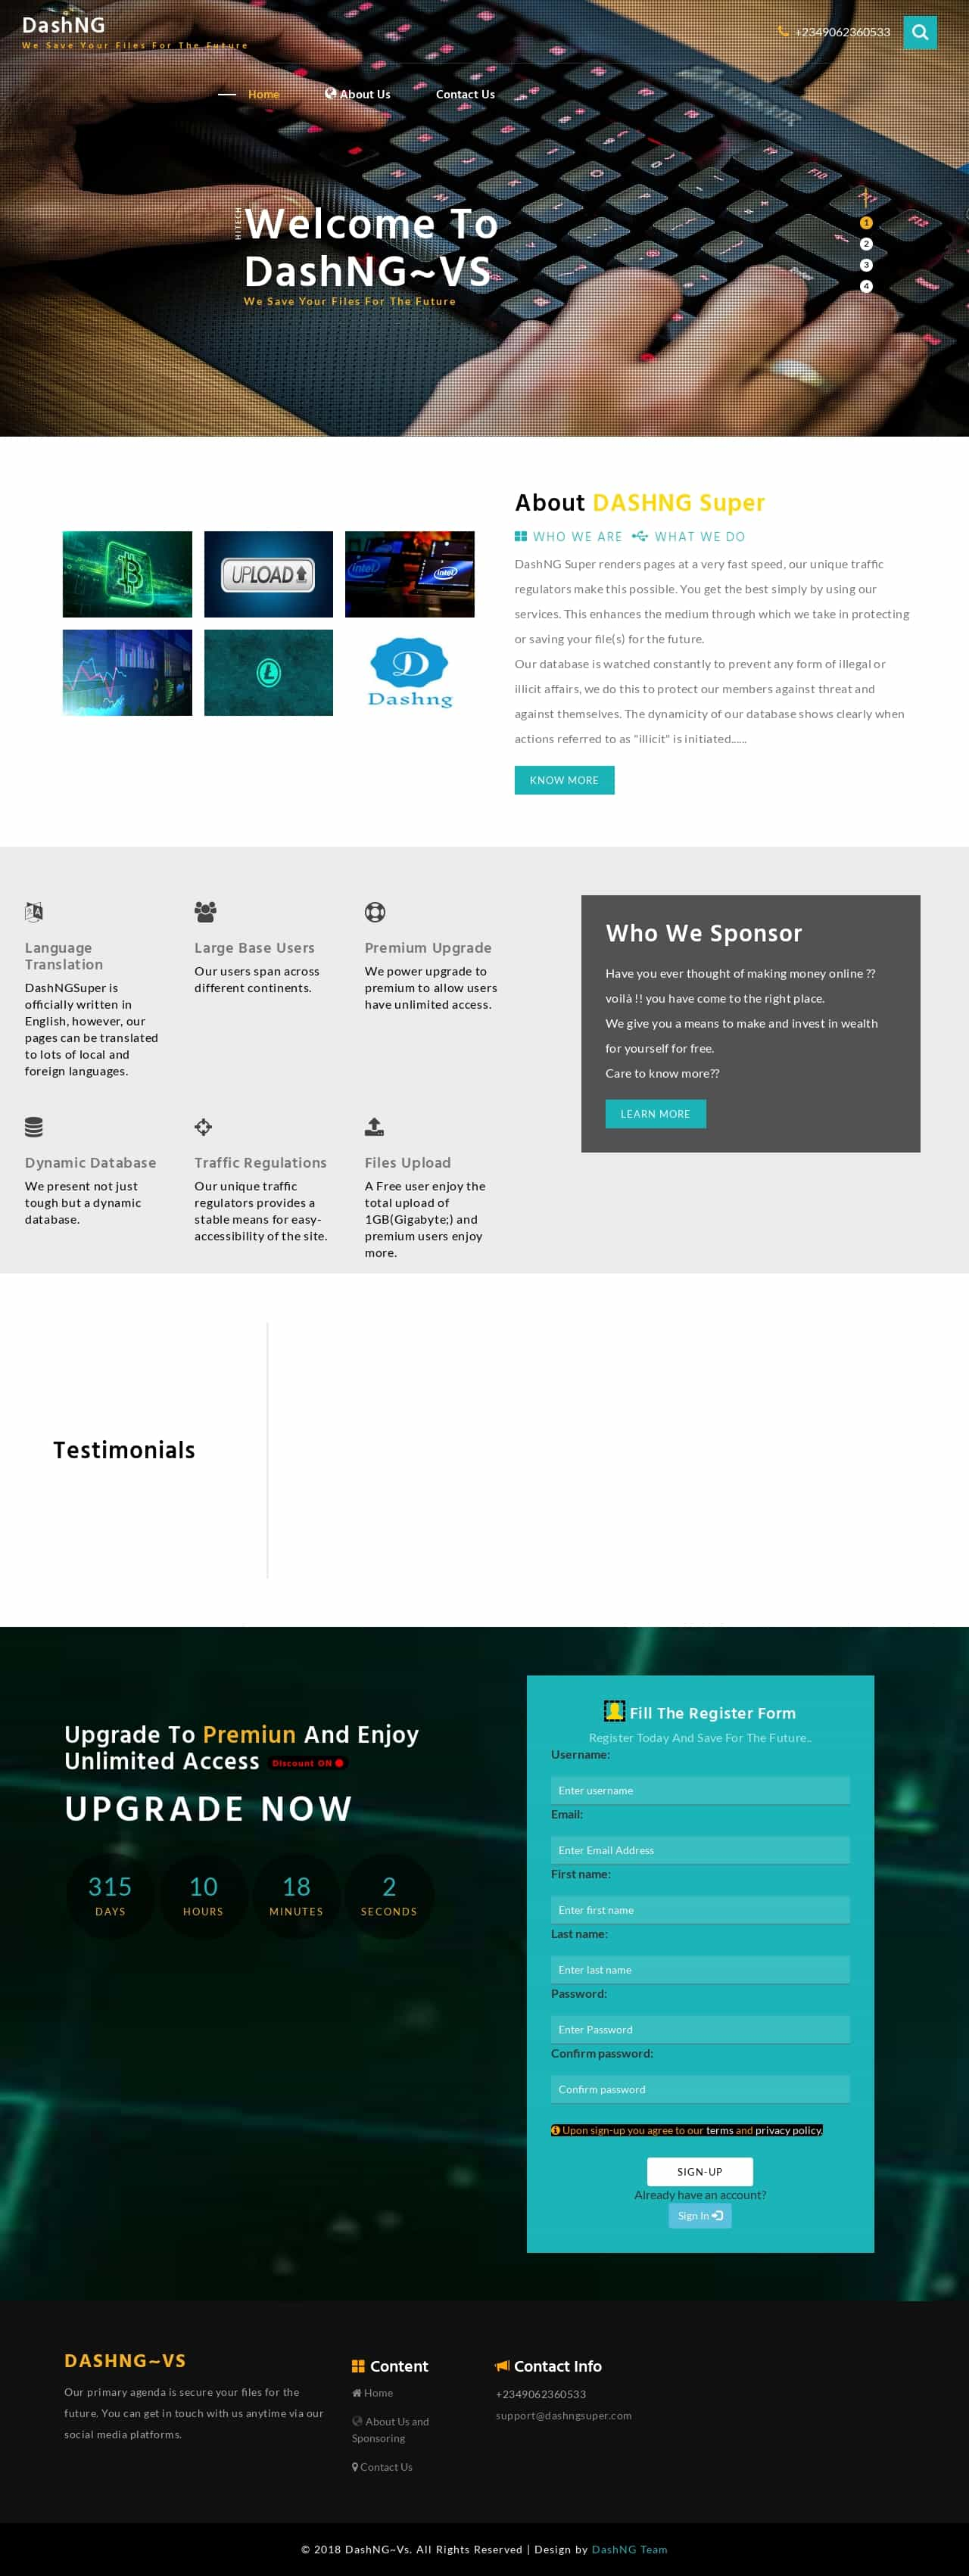 DashNG
We Save Your Files For The Future
+2349062360533
Home
About Us
Contact Us
HITECH
Welcome To
DashNG~VS
We Save Your Files For The Future
1
2
3
4
Enter
About DASHNG Super
WHO WE ARE WHAT WE DO
DashNG Super renders pages at a very fast speed, our unique traffic
regulators make this possible. You get the best simply by using our
services. This enhances the medium through which we take in protecting
or saving your file(s) for the future.
Our database is watched constantly to prevent any form of illegal or
illicit affairs, we do this to protect our members against threat and
against themselves. The dynamicity of our database shows clearly when
actions referred to as "illicit" is initiated......
KNOW MORE
UPLOAD
intel
intel
D
Dashng
Language
Translation
DashNGSuper is
officially written in
English, however, our
pages can be translated
to lots of local and
foreign languages.
Large Base Users
Our users span across
different continents.
Premium Upgrade
We power upgrade to
premium to allow users
have unlimited access.
Dynamic Database
We present not just
tough but a dynamic
database.
Traffic Regulations
Our unique traffic
regulators provides a
stable means for easy-
accessibility of the site.
Files Upload
A Free user enjoy the
total upload of
1GB(Gigabyte;) and
premium users enjoy
more.
Who We Sponsor
Have you ever thought of making money online ??
voilà !! you have come to the right place.
We give you a means to make and invest in wealth
for yourself for free.
Care to know more??
LEARN MORE
Testimonials
Upgrade To Premiun And Enjoy
Unlimited Access Discount ON
UPGRADE NOW
315
DAYS
10
HOURS
18
MINUTES
2
SECONDS
Fill The Register Form
Register Today And Save For The Future..
Username:
Enter username
Email:
Enter Email Address
First name:
Enter first name
Last name:
Enter last name
Password:
Enter Password
Confirm password:
Confirm password
Upon sign-up you agree to our terms and privacy policy.
SIGN-UP
Already have an account?
Sign In
DASHNG~VS
Our primary agenda is secure your files for the
future. You can get in touch with us anytime via our
social media platforms.
Content
Home
About Us and
Sponsoring
Contact Us
Contact Info
+2349062360533
support@dashngsuper.com
© 2018 DashNG~Vs. All Rights Reserved | Design by DashNG Team